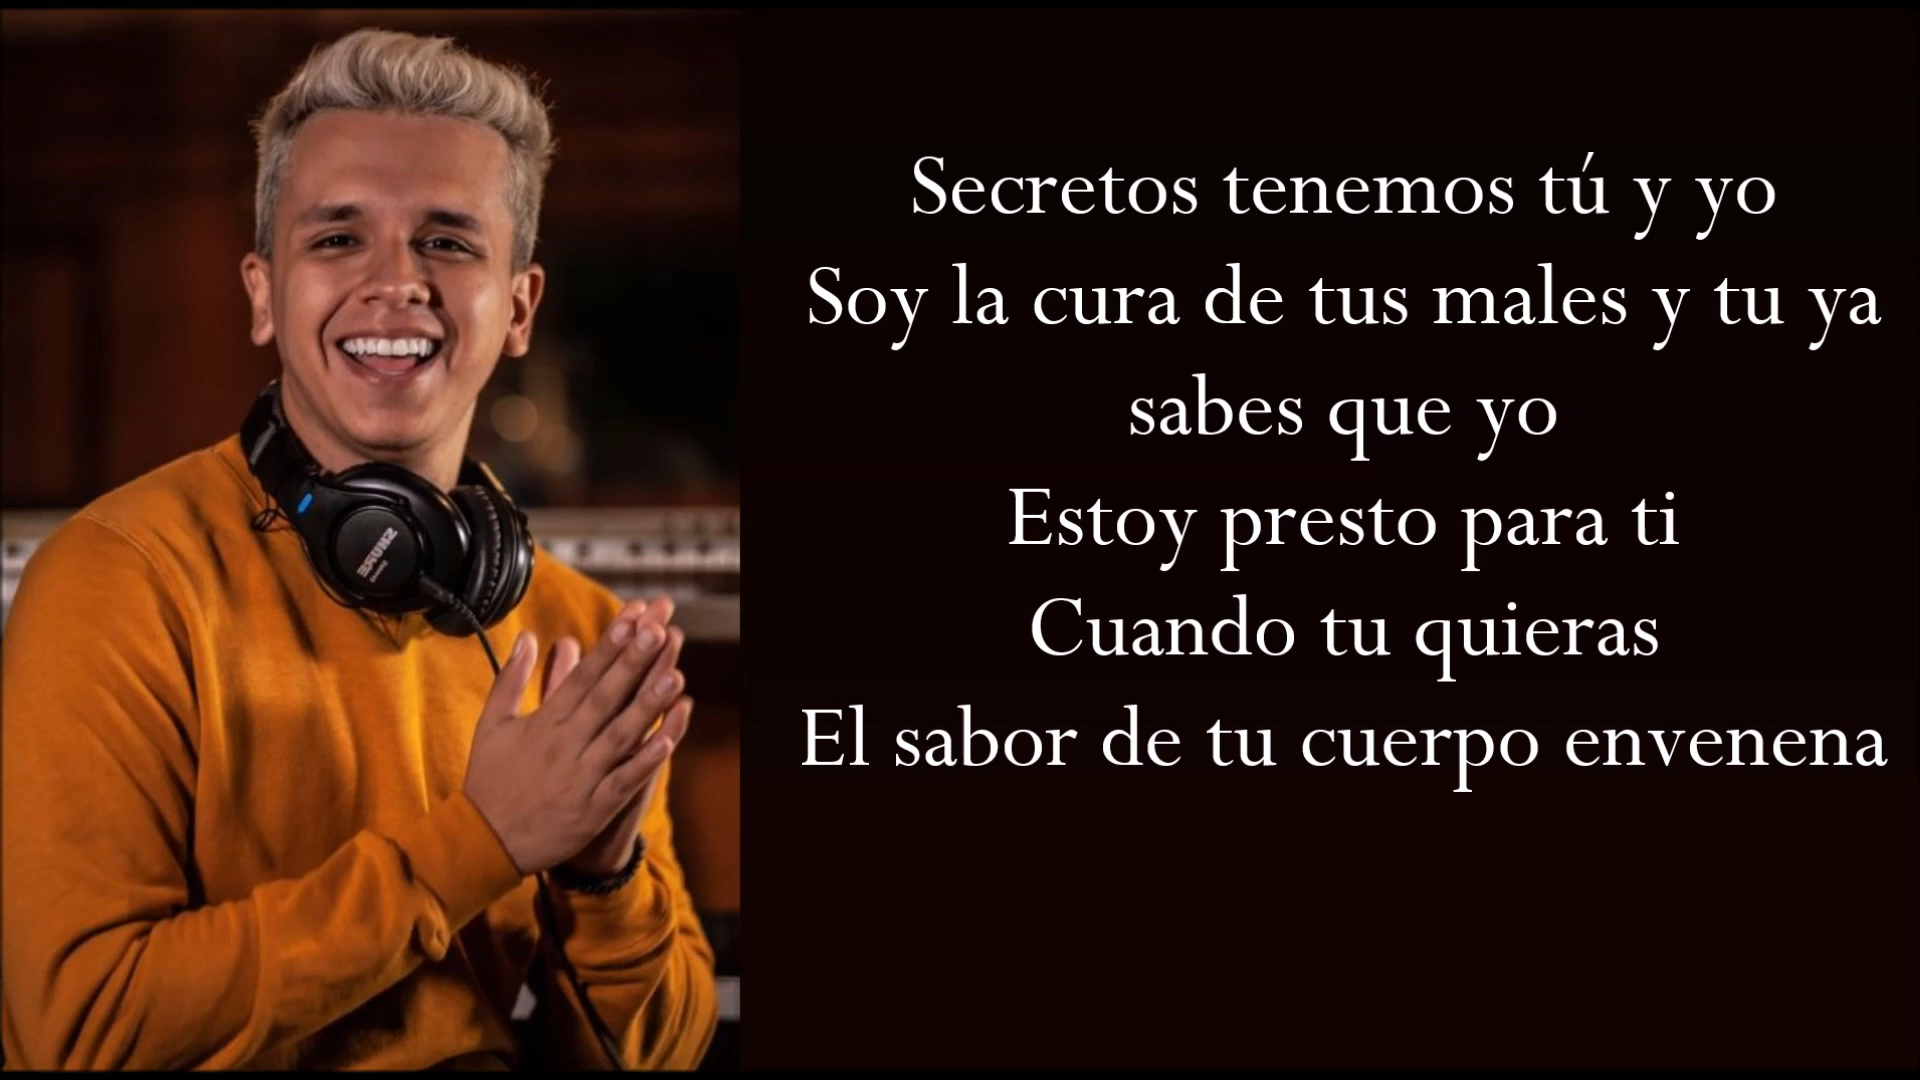 Secretos tenemos tú y yo
Soy la cura de tus males y tu ya
sabes que yo
Estoy presto para ti
Cuando tu quieras
El sabor de tu cuerpo envenena